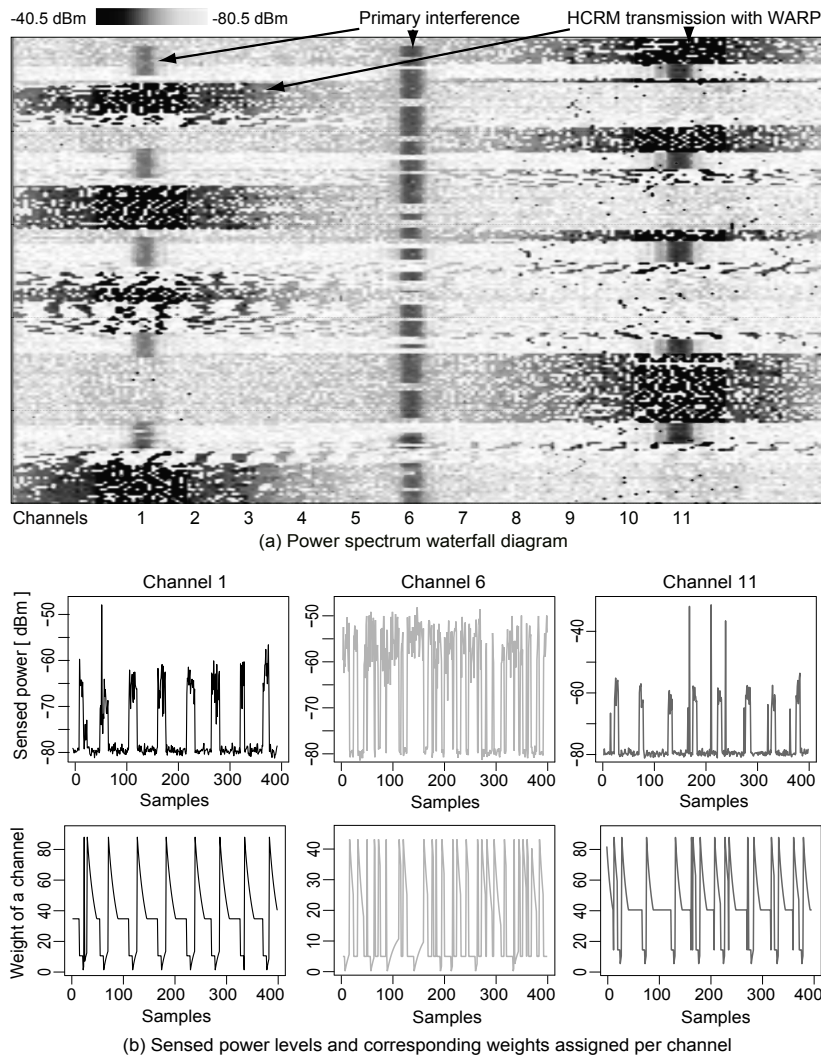 -40.5 dBm -80.5 dBm Primary interference HCRM transmission with WARP
Channels 1 2 3 4 5 6 7 8 9 10 11
(a) Power spectrum waterfall diagram
Channel 1 Channel 6 Channel 11
Sensed power [ dBm]
-50
-60
-70
-80
0 100 200 300 400
Samples
-50
-60
-70
-80
0 100 200 300 400
Samples
-40
-60
-80
0 100 200 300 400
Samples
Weight of a channel
80
60
40
20
0
0 100 200 300 400
Samples
40
30
20
10
0
0 100 200 300 400
Samples
80
60
40
20
0
0 100 200 300 400
Samples
(b) Sensed power levels and corresponding weights assigned per channel